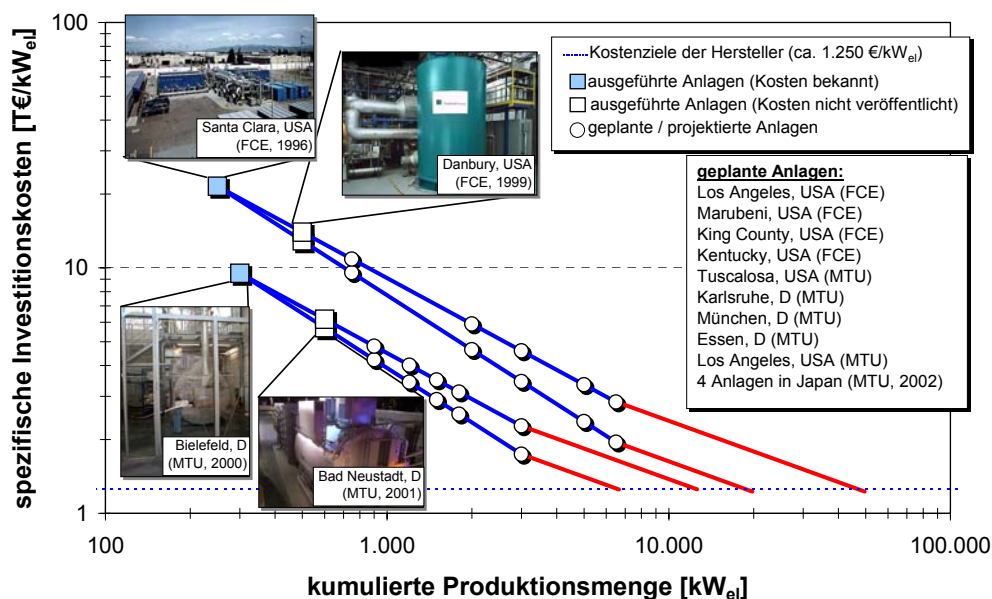 spezifische Investitionskosten [T€/kWel]
100
10
1
Santa Clara, USA
(FCE, 1996)
Danbury, USA
(FCE, 1999)
Kostenziele der Hersteller (ca. 1.250 €/kWel)
ausgeführte Anlagen (Kosten bekannt)
ausgeführte Anlagen (Kosten nicht veröffentlicht)
geplante / projektierte Anlagen
geplante Anlagen:
Los Angeles, USA (FCE)
Marubeni, USA (FCE)
King County, USA (FCE)
Kentucky, USA (FCE)
Tuscalosa, USA (MTU)
Karlsruhe, D (MTU)
München, D (MTU)
Essen, D (MTU)
Los Angeles, USA (MTU)
4 Anlagen in Japan (MTU, 2002)
Bielefeld, D
(MTU, 2000)
Bad Neustadt, D
(MTU, 2001)
100
1.000
10.000
100.000
kumulierte Produktionsmenge [kWel]